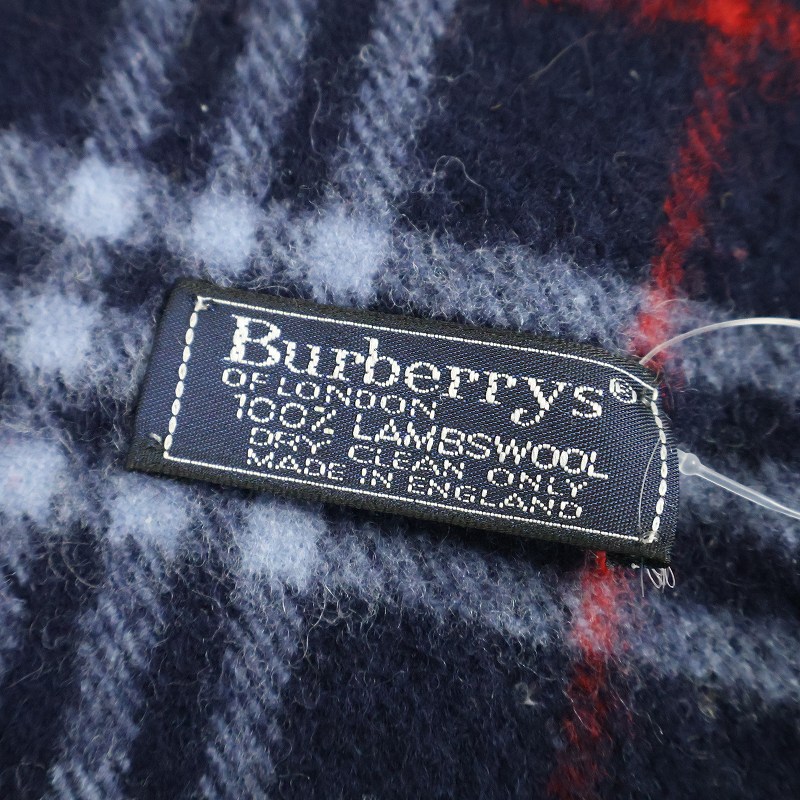 Burberrys®
OF LONDON
100% LAMBSWOOL
DRY CLEAN ONLY
MADE IN ENGLAND